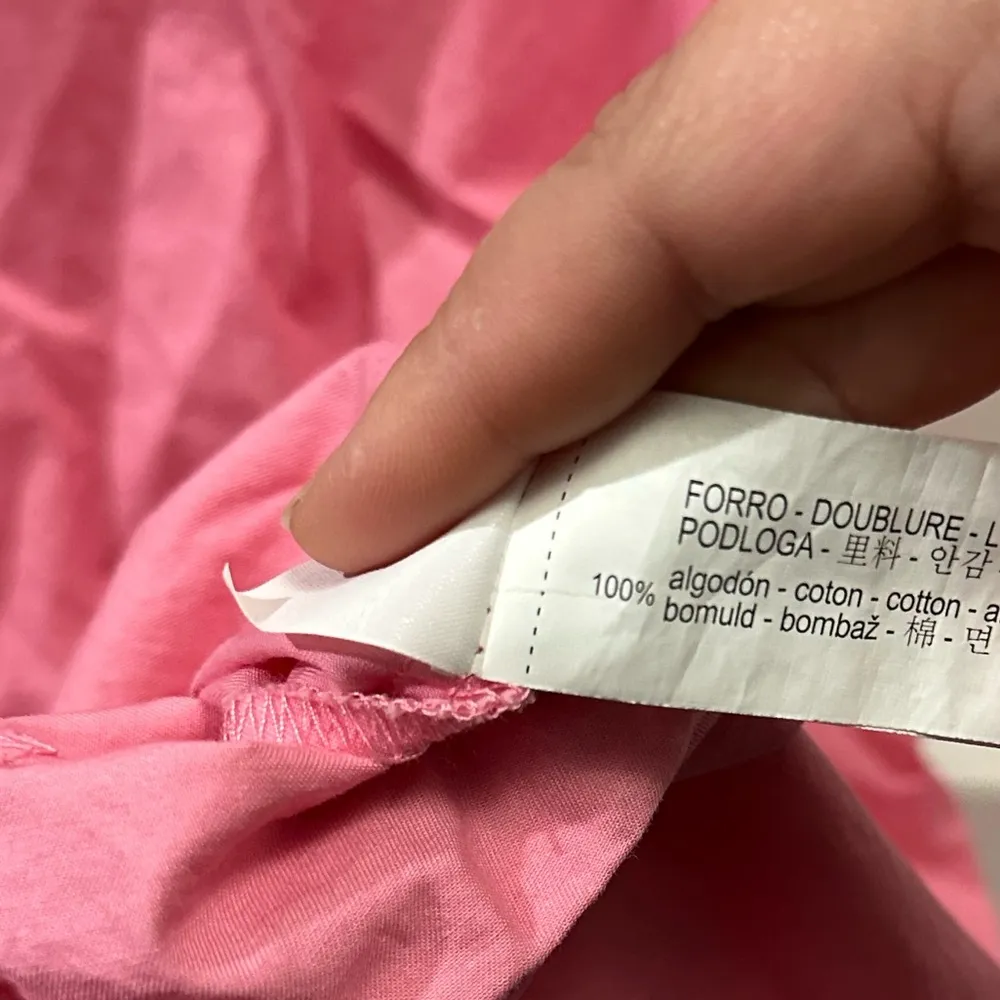 FORRO - DOUBLURE - L
PODLOGA - 里料 - 안감
100% algodón - coton - cotton - a
bomuld - bombaž - 棉 - 면